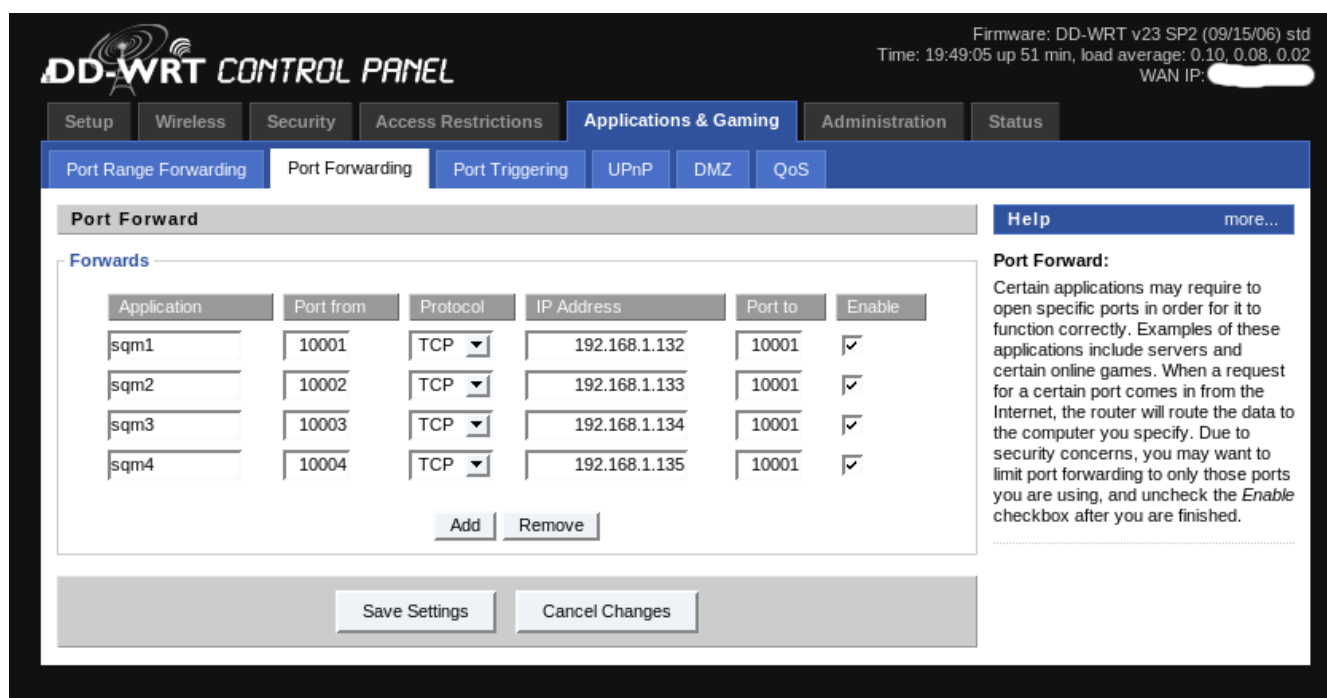 DD-WRT CONTROL PANEL
Firmware: DD-WRT v23 SP2 (09/15/06) std
Time: 19:49:05 up 51 min, load average: 0.10, 0.08, 0.02
WAN IP:
Setup Wireless Security Access Restrictions Applications & Gaming Administration Status
Port Range Forwarding Port Forwarding Port Triggering UPnP DMZ QoS
Port Forward
Forwards
Application Port from Protocol IP Address Port to Enable
sqm1 10001 TCP 192.168.1.132 10001
sqm2 10002 TCP 192.168.1.133 10001
sqm3 10003 TCP 192.168.1.134 10001
sqm4 10004 TCP 192.168.1.135 10001
Add Remove
Save Settings Cancel Changes
Help more...
Port Forward:
Certain applications may require to
open specific ports in order for it to
function correctly. Examples of these
applications include servers and
certain online games. When a request
for a certain port comes in from the
Internet, the router will route the data to
the computer you specify. Due to
security concerns, you may want to
limit port forwarding to only those ports
you are using, and uncheck the Enable
checkbox after you are finished.